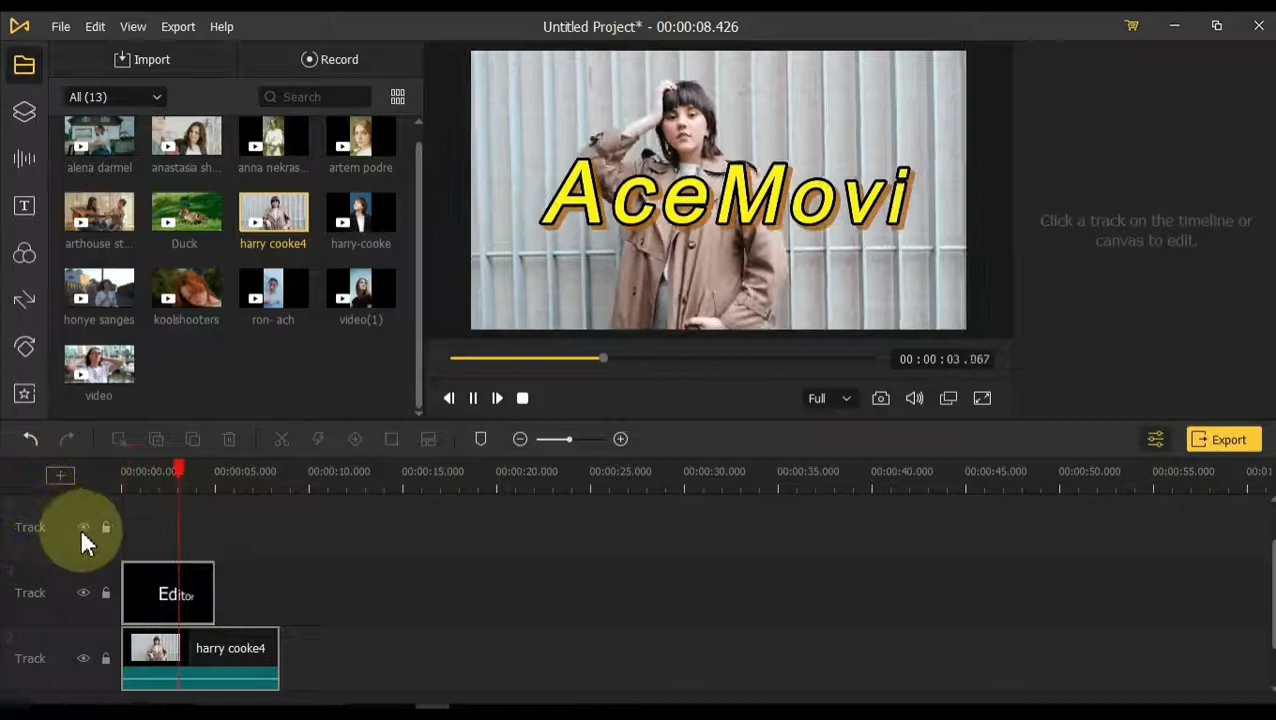 File Edit View Export Help
Untitled Project* - 00:00:08.426
Import Record
All (13) Search
alena darmel anastasia sh... anna nekras... artem podre
arthouse st... Duck harry cooke4 harry-cooke
honye sanges koolshooters ron- ach video(1)
video
AceMovi
Click a track on the timeline or
canvas to edit.
00:00:03.067
Full
Export
00:00:00.00 00:00:05.000 00:00:10.000 00:00:15.000 00:00:20.000 00:00:25.000 00:00:30.000 00:00:35.000 00:00:40.000 00:00:45.000 00:00:50.000 00:00:55.000 00:01
Track
Track Editor
Track harry cooke4